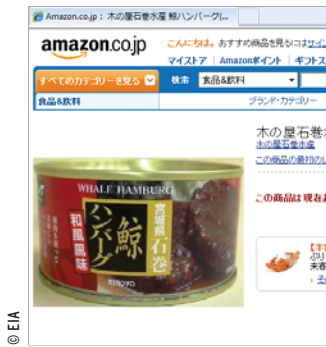 Amazon.co.jp： 木の屋石巻水産 鯨ハンバーグ(...
amazon.co.jp
こんにちは。おすすめ商品を見るにはサイン
マイストア
Amazonポイント
ギフト
すべてのカテゴリーを見る
検索
食品&飲料
食品&飲料
ブランド・カテゴリー
木の屋石巻
木の屋石巻水産
この商品の最初のレ
この商品は現在お
WHALE HAMBURG
宮城県 石巻
鯨
ハンバーグ
和風風味
Kinoya
© EIA